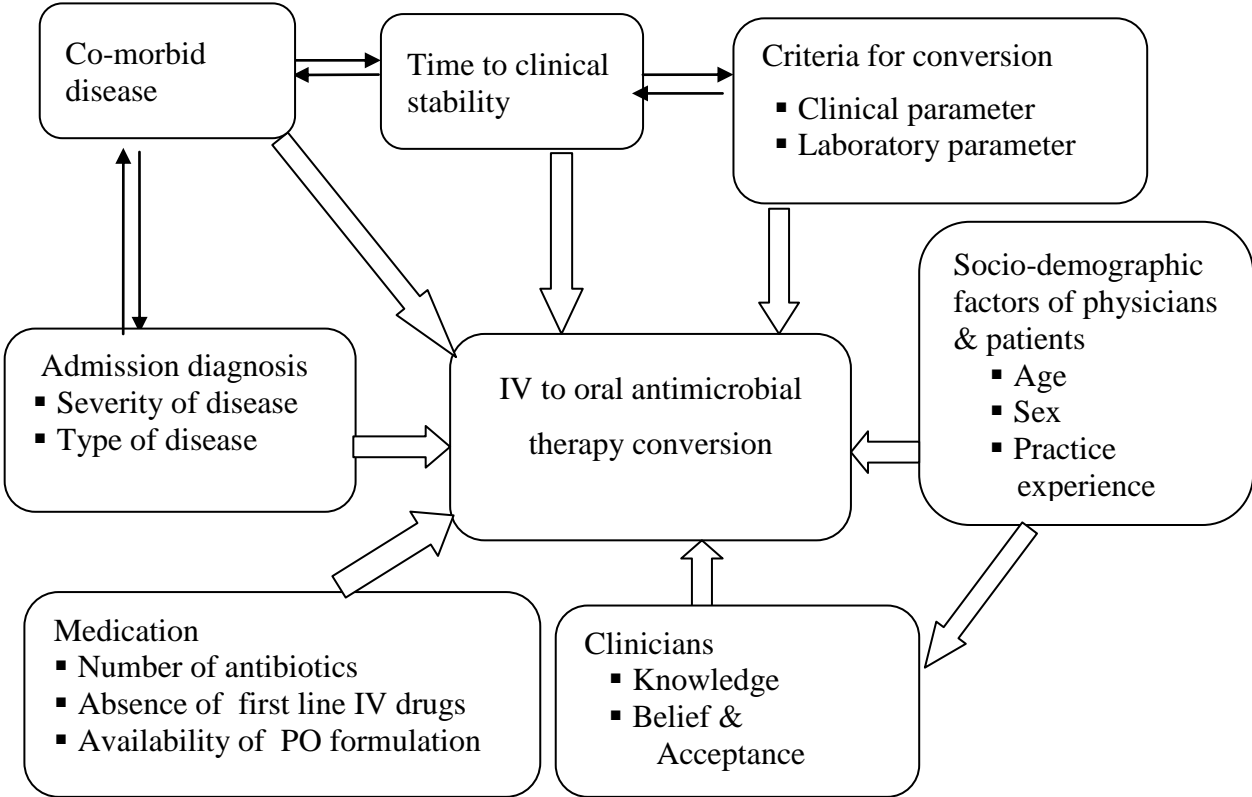 Co-morbid
disease
Time to clinical
stability
Criteria for conversion
▪ Clinical parameter
▪ Laboratory parameter
Socio-demographic
factors of physicians
& patients
▪ Age
▪ Sex
▪ Practice
experience
Admission diagnosis
▪ Severity of disease
▪ Type of disease
IV to oral antimicrobial
therapy conversion
Medication
▪ Number of antibiotics
▪ Absence of first line IV drugs
▪ Availability of PO formulation
Clinicians
▪ Knowledge
▪ Belief &
Acceptance